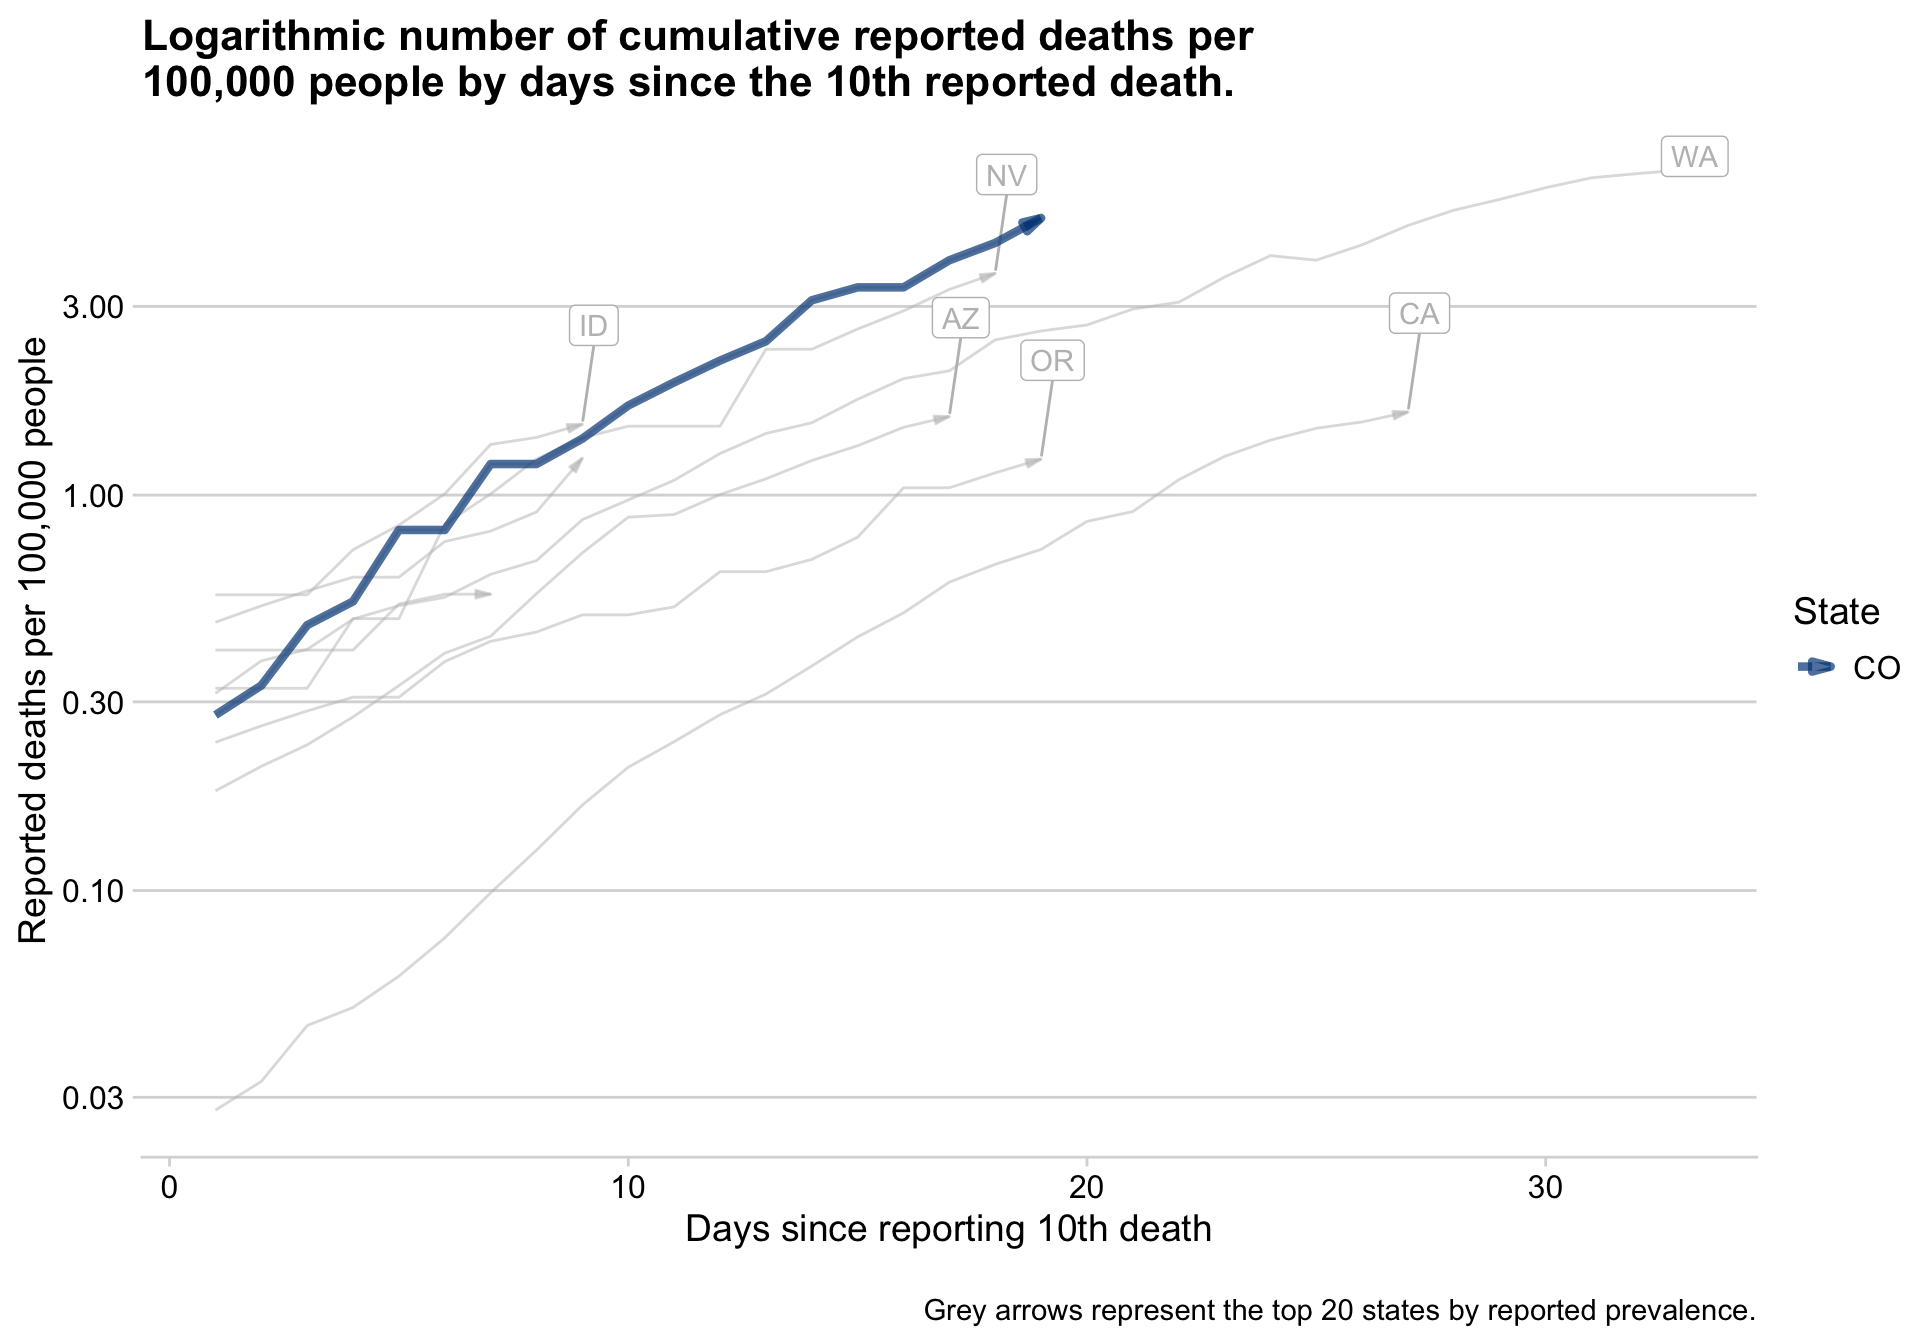 Logarithmic number of cumulative reported deaths per
100,000 people by days since the 10th reported death.
Reported deaths per 100,000 people
3.00
1.00
0.30
0.10
0.03
NV
WA
ID
AZ
CA
OR
State
CO
0
10
20
30
Days since reporting 10th death
Grey arrows represent the top 20 states by reported prevalence.